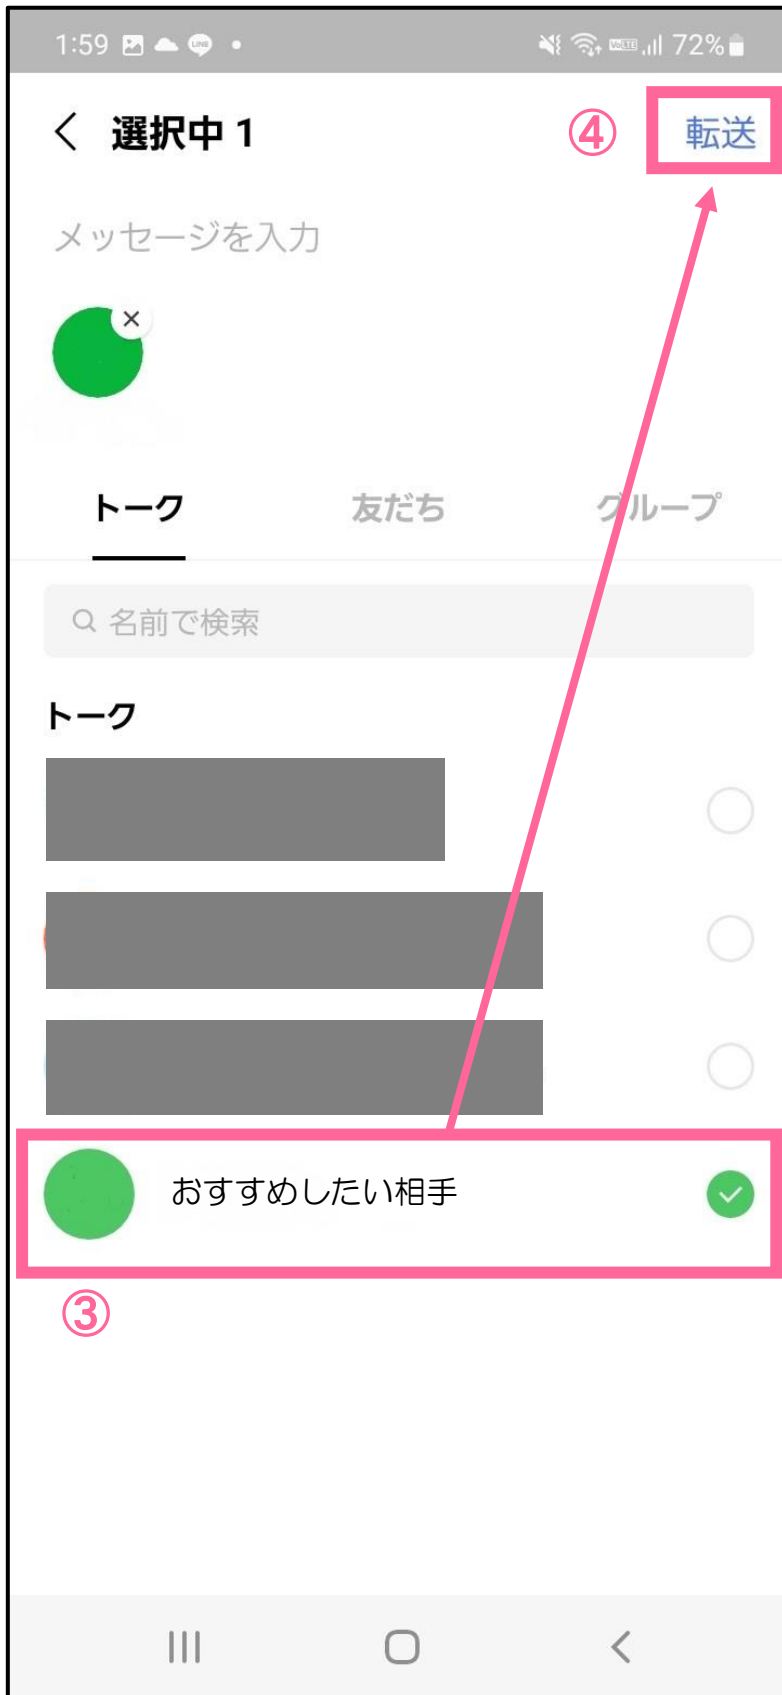 1:59 LINE VoLTE 72%
選択中 1 ④ 転送
メッセージを入力
トーク 友だち グループ
名前で検索
トーク
おすすめしたい相手
③